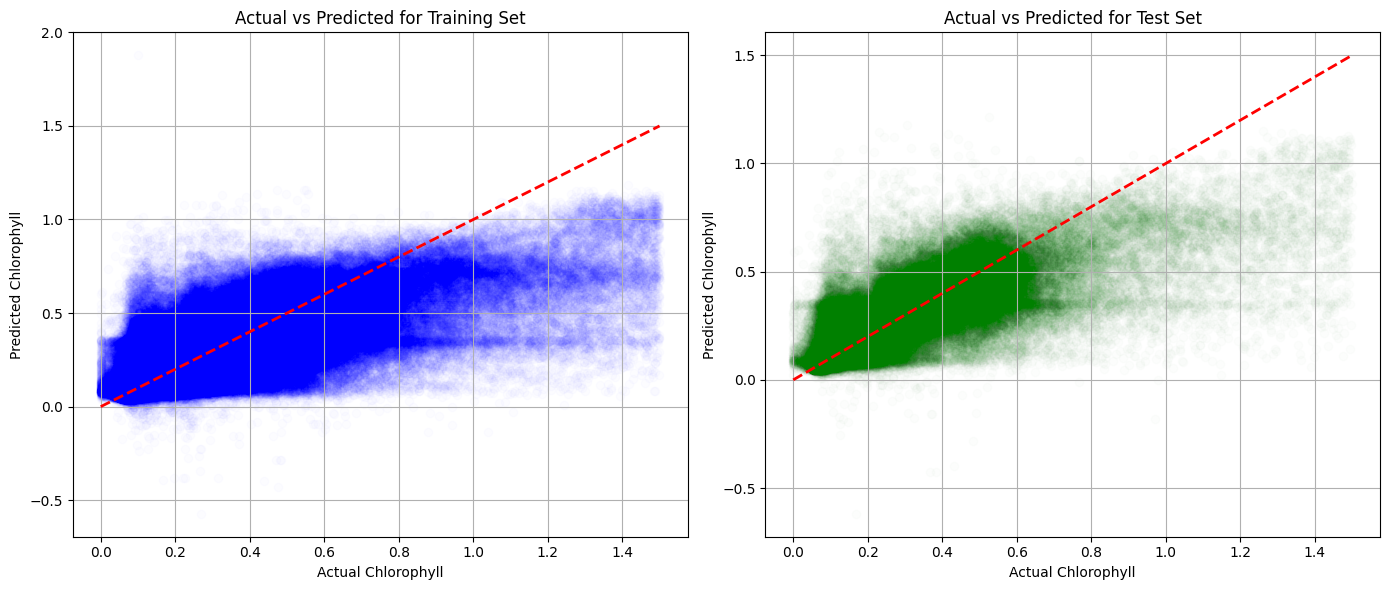 Actual vs Predicted for Training Set
Predicted Chlorophyll
2.0
1.5
1.0
0.5
0.0
−0.5
0.0 0.2 0.4 0.6 0.8 1.0 1.2 1.4
Actual Chlorophyll
Actual vs Predicted for Test Set
Predicted Chlorophyll
1.5
1.0
0.5
0.0
−0.5
0.0 0.2 0.4 0.6 0.8 1.0 1.2 1.4
Actual Chlorophyll